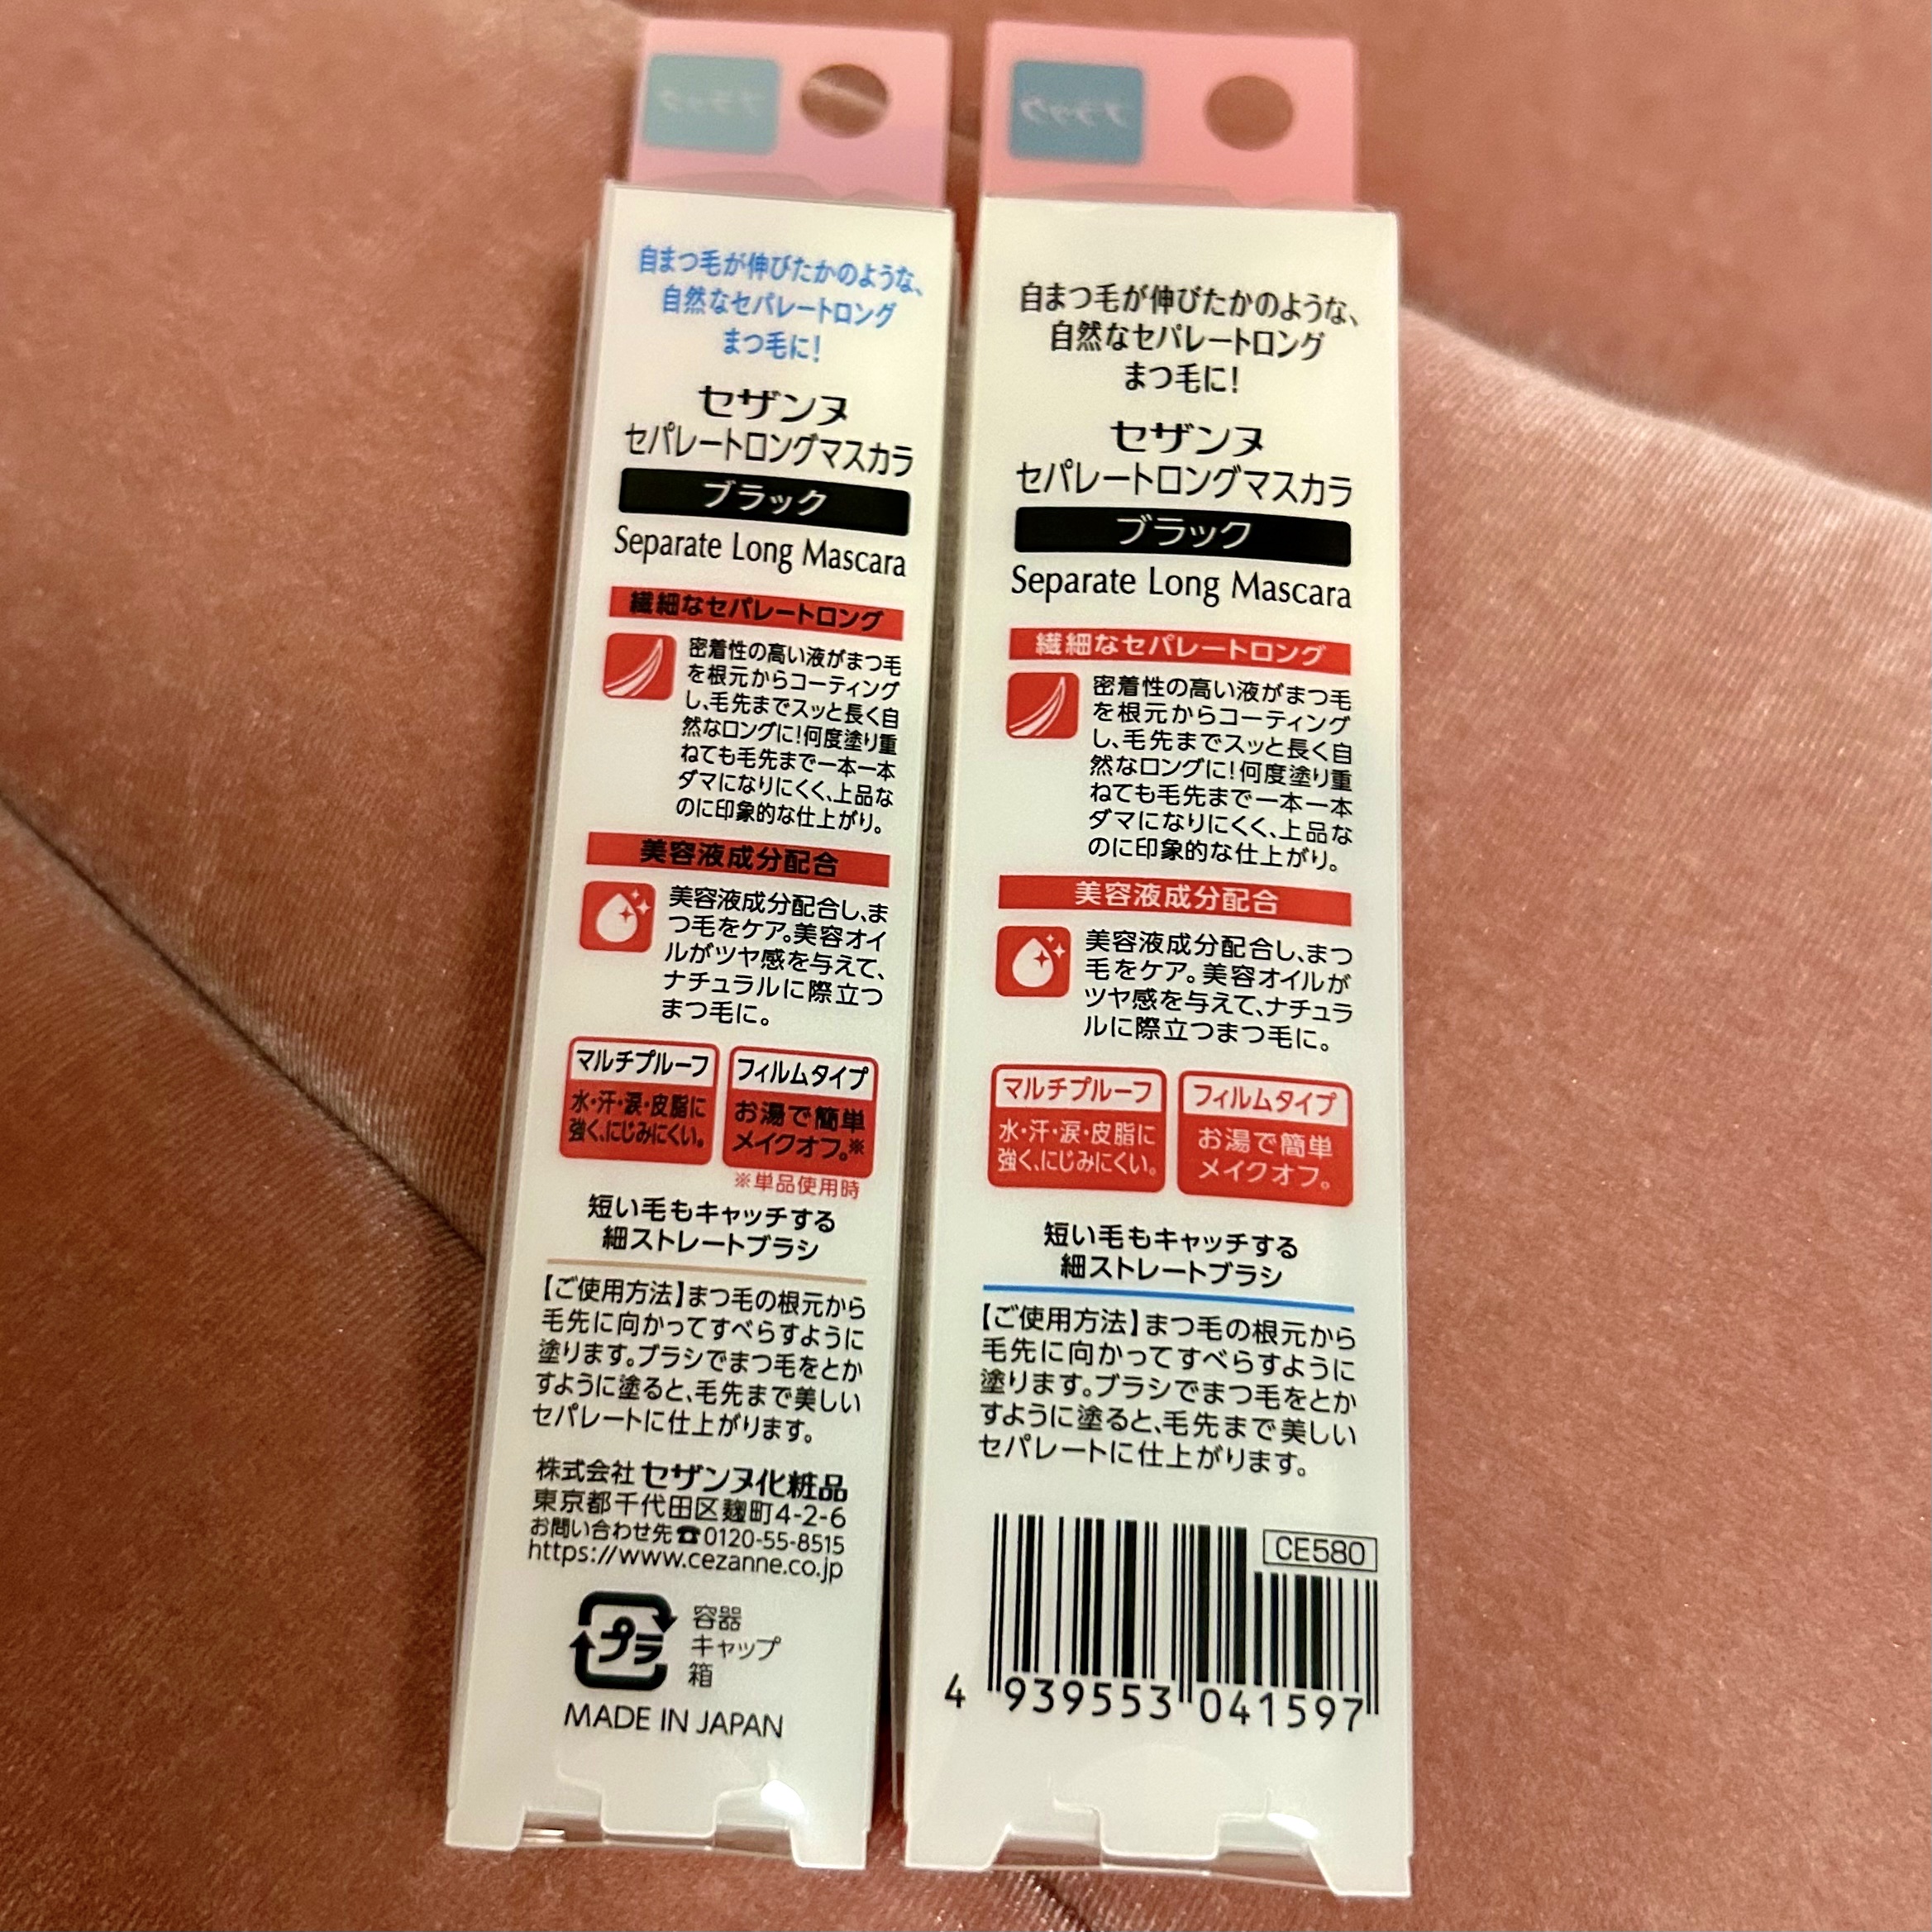 ブラック
自まつ毛が伸びたかのような、
自然なセパレートロング
まつ毛に!
セザンヌ
セパレートロングマスカラ
ブラック
Separate Long Mascara
繊細なセパレートロング
密着性の高い液がまつ毛
を根元からコーティング
し、毛先までスッと長く自
然なロングに!何度塗り重
ねても毛先まで一本一本
ダマになりにくく、上品な
のに印象的な仕上がり。
美容液成分配合
美容液成分配合し、ま
つ毛をケア。美容オイ
ルがツヤ感を与えて、
ナチュラルに際立つ
まつ毛に。
マルチプルーフ
水・汗・涙・皮脂に
強く、にじみにくい。
フィルムタイプ
お湯で簡単
メイクオフ。※
※単品使用時
短い毛もキャッチする
細ストレートブラシ
【ご使用方法】まつ毛の根元から
毛先に向かってすべらすように
塗ります。ブラシでまつ毛をとか
すように塗ると、毛先まで美しい
セパレートに仕上がります。
株式会社 セザンヌ化粧品
東京都千代田区麹町4-2-6
お問い合わせ先☎0120-55-8515
https://www.cezanne.co.jp
プラ
容器
キャップ
箱
MADE IN JAPAN
ブラック
自まつ毛が伸びたかのような、
自然なセパレートロング
まつ毛に!
セザンヌ
セパレートロングマスカラ
ブラック
Separate Long Mascara
繊細なセパレートロング
密着性の高い液がまつ毛
を根元からコーティング
し、毛先までスッと長く自
然なロングに!何度塗り重
ねても毛先まで一本一本
ダマになりにくく、上品な
のに印象的な仕上がり。
美容液成分配合
美容液成分配合し、まつ
毛をケア。美容オイルが
ツヤ感を与えて、ナチュラ
ルに際立つまつ毛に。
マルチプルーフ
水・汗・涙・皮脂に
強く、にじみにくい。
フィルムタイプ
お湯で簡単
メイクオフ。
短い毛もキャッチする
細ストレートブラシ
【ご使用方法】まつ毛の根元から
毛先に向かってすべらすように
塗ります。ブラシでまつ毛をとか
すように塗ると、毛先まで美しい
セパレートに仕上がります。
CE580
4 939553 041597